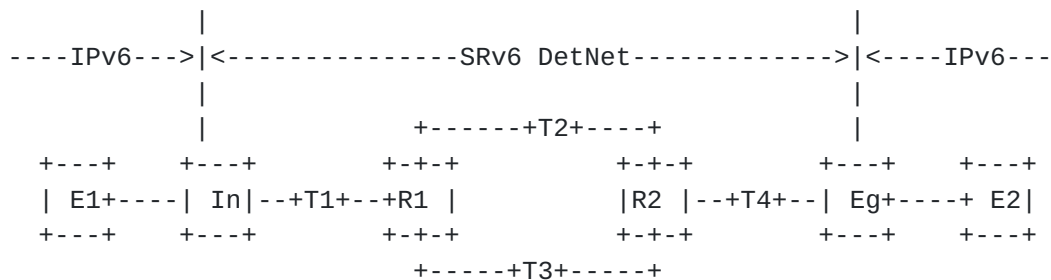 |                                            |
----IPv6--->|<---------------SRv6 DetNet------------->|<----IPv6---
                |                                            |
                |                +------+T2+----+             |
  +---+    +---+         +-+-+           +-+-+         +---+    +---+
  | E1+----| In|--+T1+--+R1 |           |R2 |--+T4+--| Eg+----+ E2|
  +---+    +---+         +-+-+           +-+-+         +---+    +---+
                           +-----+T3+-----+